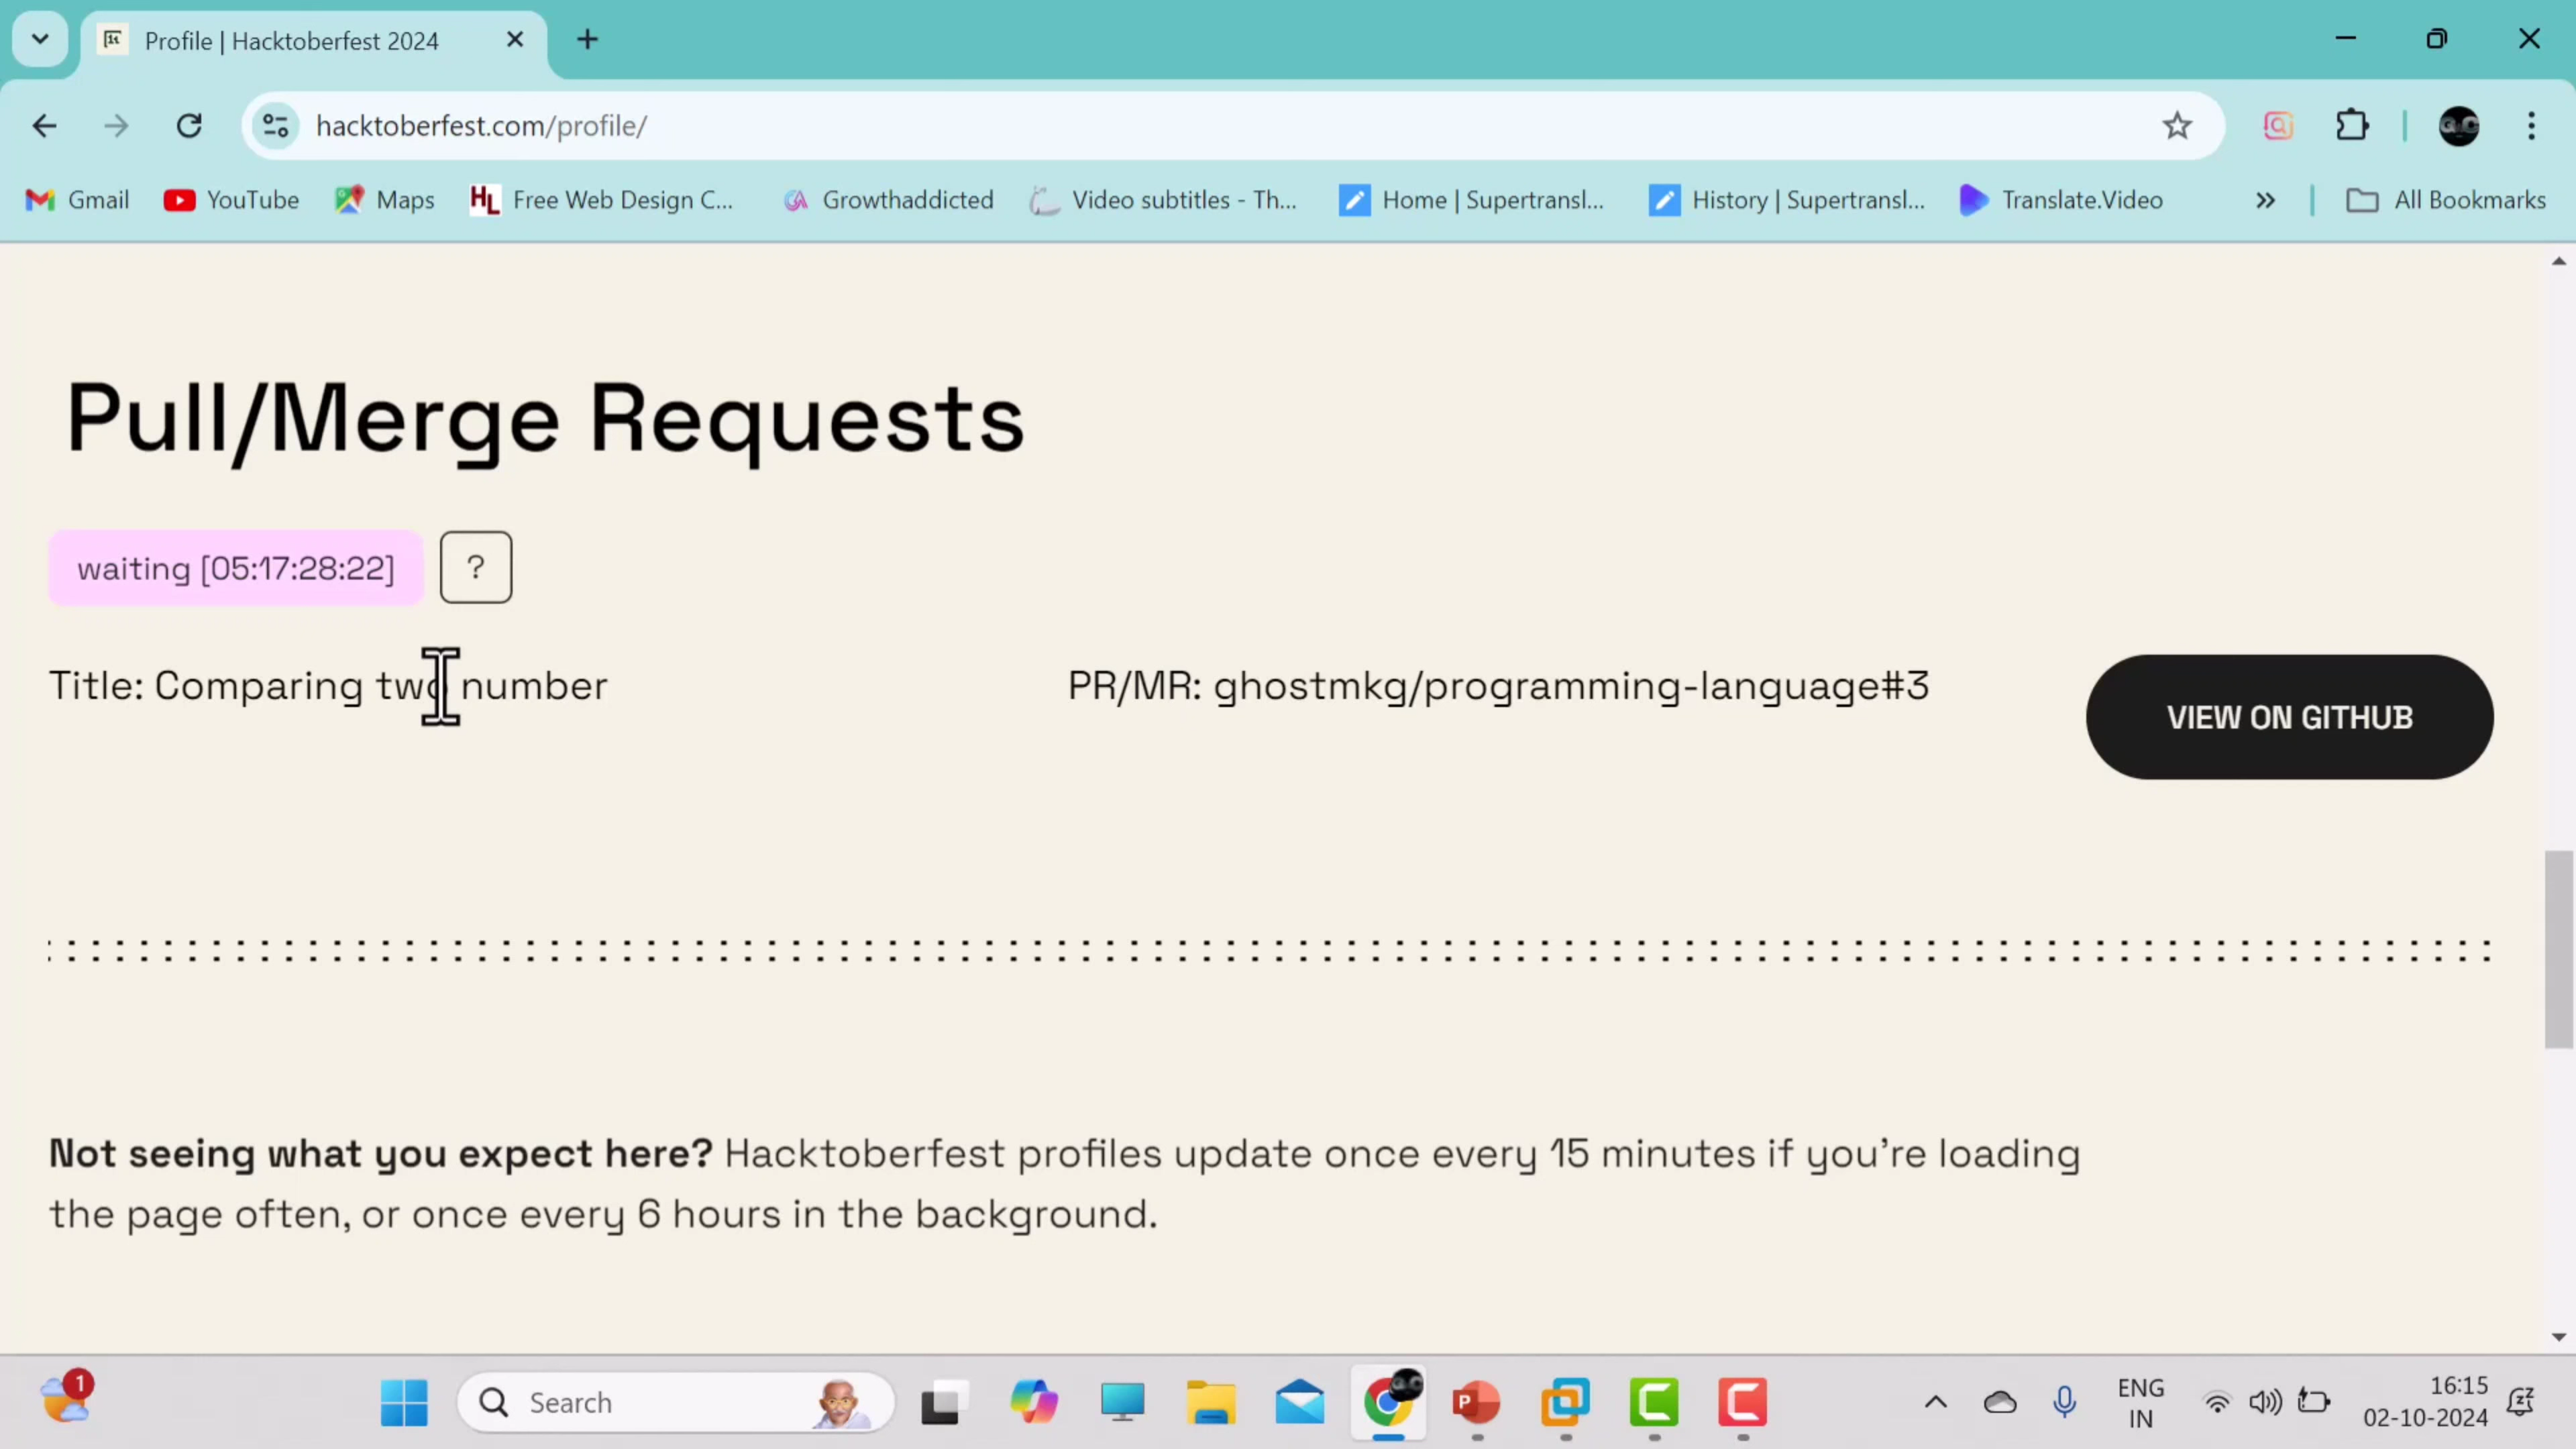 Profile | Hacktoberfest 2024
hacktoberfest.com/profile/
Gmail YouTube Maps HL Free Web Design C... Growthaddicted Video subtitles - Th... Home | Supertransl... History | Supertransl... Translate.Video » All Bookmarks
Pull/Merge Requests
waiting [05:17:28:22] ?
Title: Comparing two number PR/MR: ghostmkg/programming-language#3
VIEW ON GITHUB
Not seeing what you expect here? Hacktoberfest profiles update once every 15 minutes if you're loading
the page often, or once every 6 hours in the background.
1 Search ENG 16:15
IN 02-10-2024